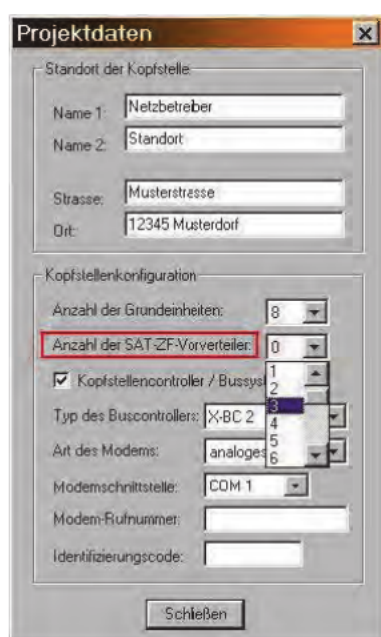 Projektdaten
Standort der Kopfstelle
Name 1: Netzbetreiber
Name 2: Standort
Strasse: Musterstrasse
Ort: 12345 Musterdorf
Kopfstellenkonfiguration
Anzahl der Grundeinheiten: 8
Anzahl der SAT-ZF-Vorverteiler: 0
1
Kopfstellencontroller / Bussys
2
3
Typ des Buscontrollers: X-BC 2
4
5
Art des Modems: analoges
6
Modemschnittstelle: COM 1
Modem-Rufnummer:
Identifizierungscode:
Schießen